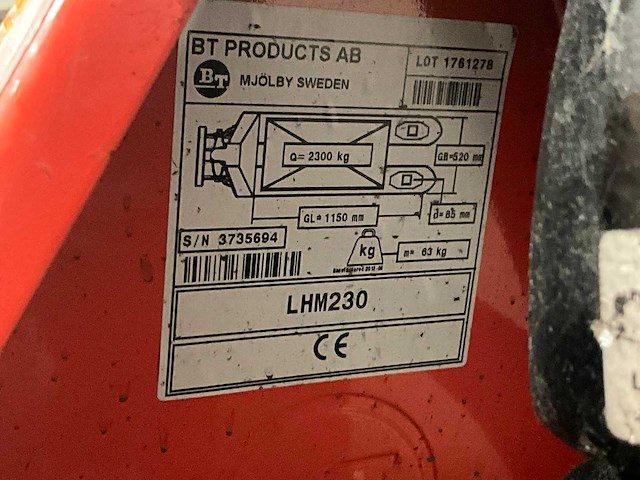 BT PRODUCTS AB
LOT 1761278
BT
MJÖLBY SWEDEN
Q= 2300 kg
GB=520 mm
GL= 1150 mm
d=85 mm
S/N 3735694
kg
m= 63 kg
LHM230
CE